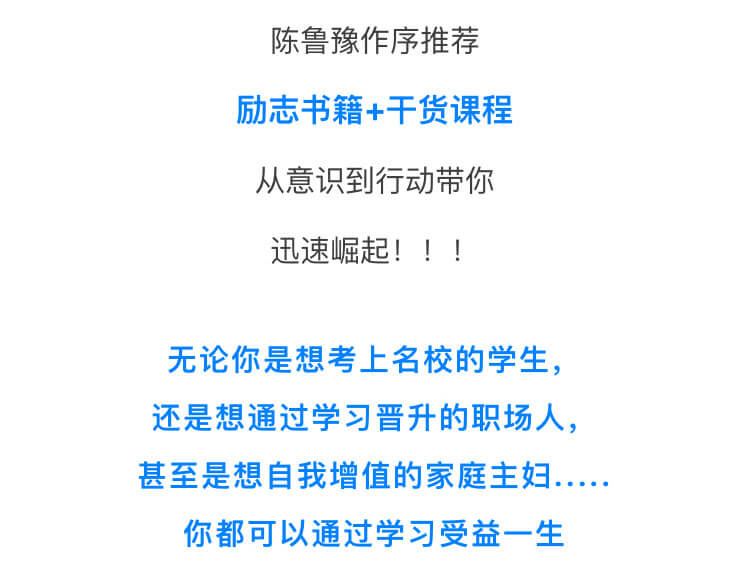 陈鲁豫作序推荐
励志书籍+干货课程
从意识到行动带你
迅速崛起！！！
无论你是想考上名校的学生，
还是想通过学习晋升的职场人，
甚至是想自我增值的家庭主妇.....
你都可以通过学习受益一生